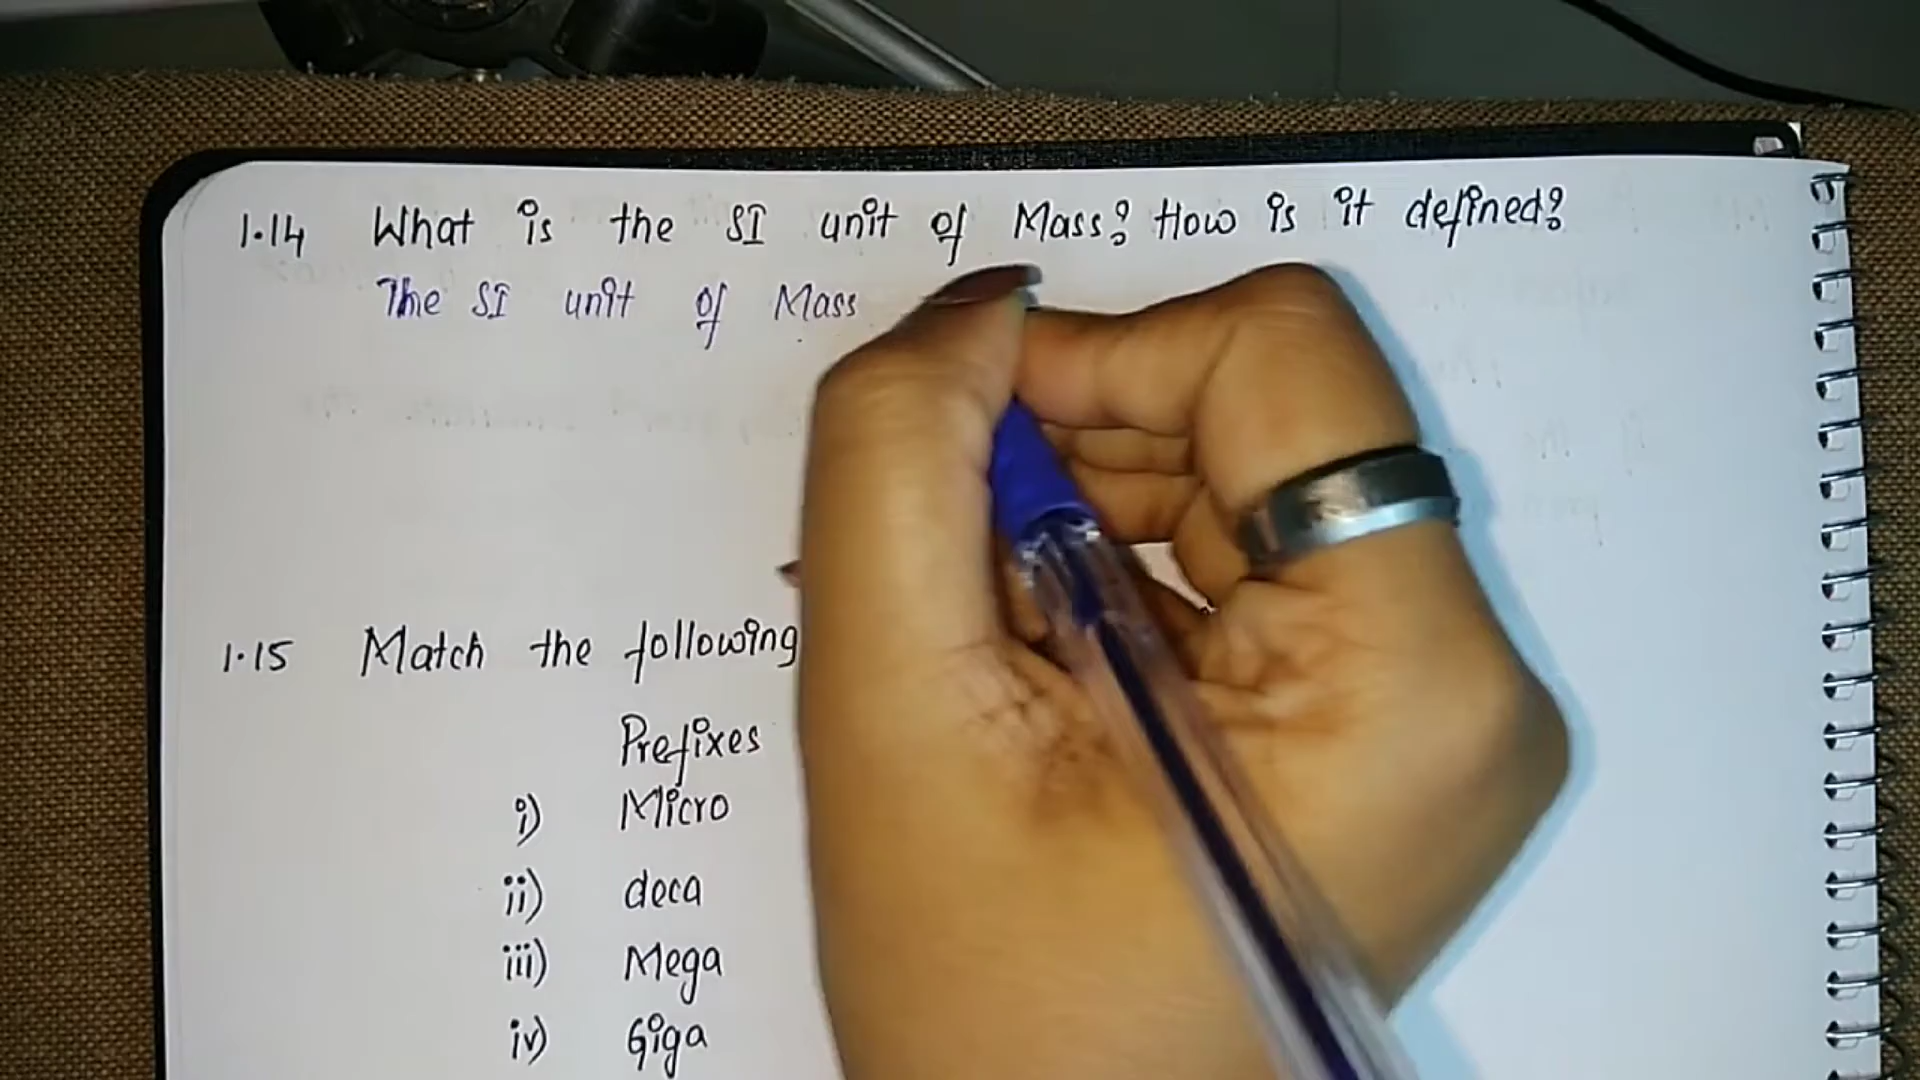 1.14 What is the SI unit of Mass? How is it defined?
The SI unit of Mass
1.15 Match the following
Prefixes
i) Micro
ii) deca
iii) Mega
iv) Giga